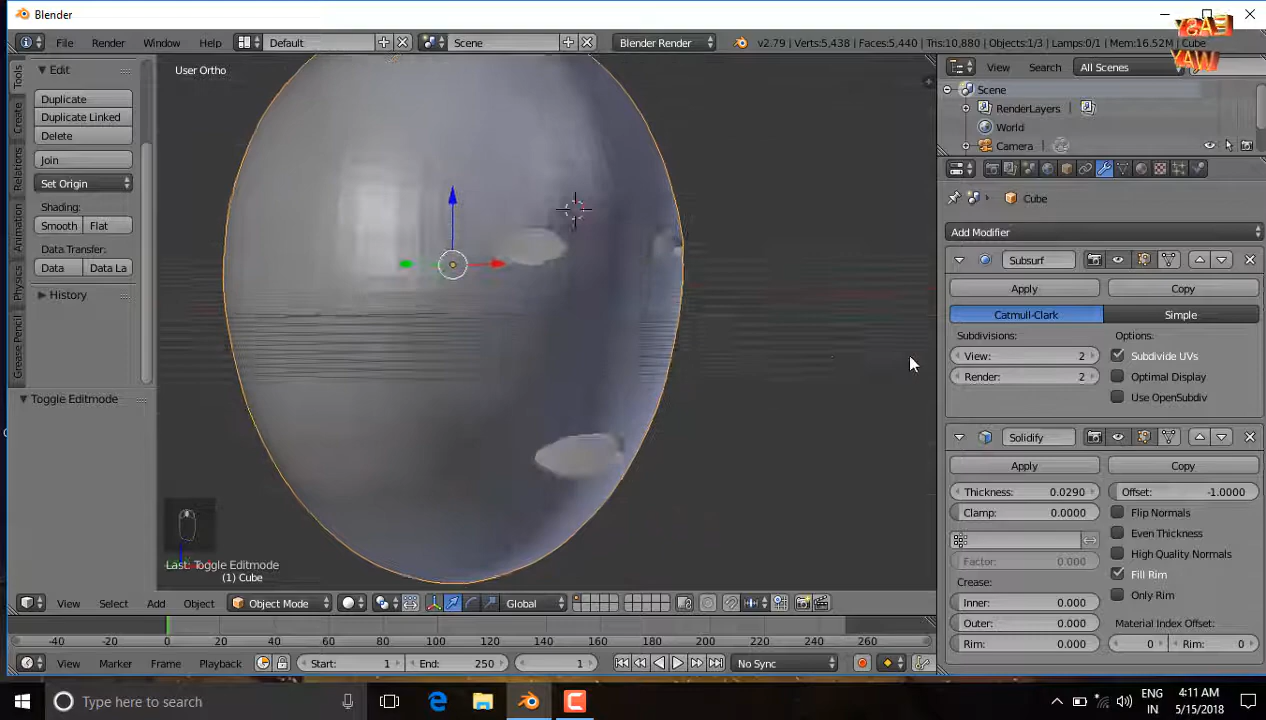 Blender
EASY
WAY
File Render Window Help Default Scene Blender Render v2.79 | Verts:5,438 | Faces:5,440 | Tris:10,880 | Objects:1/3 | Lamps:0/1 | Mem:16.52M | Cube
Tools
Create
Relations
Animation
Physics
Grease Pencil
Edit
Duplicate
Duplicate Linked
Delete
Join
Set Origin
Shading:
Smooth Flat
Data Transfer:
Data Data La
History
Toggle Editmode
User Ortho
Last: Toggle Editmode
(1) Cube
View Select Add Object Object Mode Global
-40 -20 0 20 40 60 80 100 120 140 160 180 200 220 240 260
View Marker Frame Playback Start: 1 End: 250 1 No Sync
View Search All Scenes
Scene
RenderLayers
World
Camera
Cube
Add Modifier
Subsurf
Apply Copy
Catmull-Clark Simple
Subdivisions: Options:
View: 2 Subdivide UVs
Render: 2 Optimal Display
Use OpenSubdiv
Solidify
Apply Copy
Thickness: 0.0290 Offset: -1.0000
Clamp: 0.0000 Flip Normals
Even Thickness
Factor: 0.000 High Quality Normals
Crease: Fill Rim
Inner: 0.000 Only Rim
Outer: 0.000 Material Index Offset:
Rim: 0.000 0 Rim: 0
Type here to search
ENG 4:11 AM
IN 5/15/2018